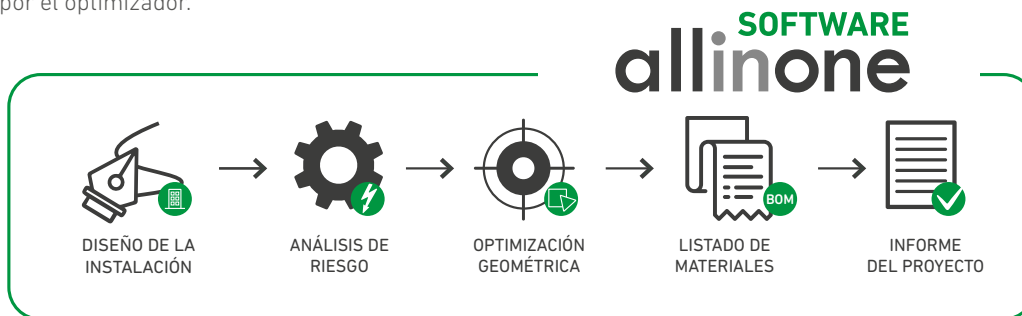 por el optimizador.
SOFTWARE
allinone
BOM
DISEÑO DE LA
INSTALACIÓN
ANÁLISIS DE
RIESGO
OPTIMIZACIÓN
GEOMÉTRICA
LISTADO DE
MATERIALES
INFORME
DEL PROYECTO